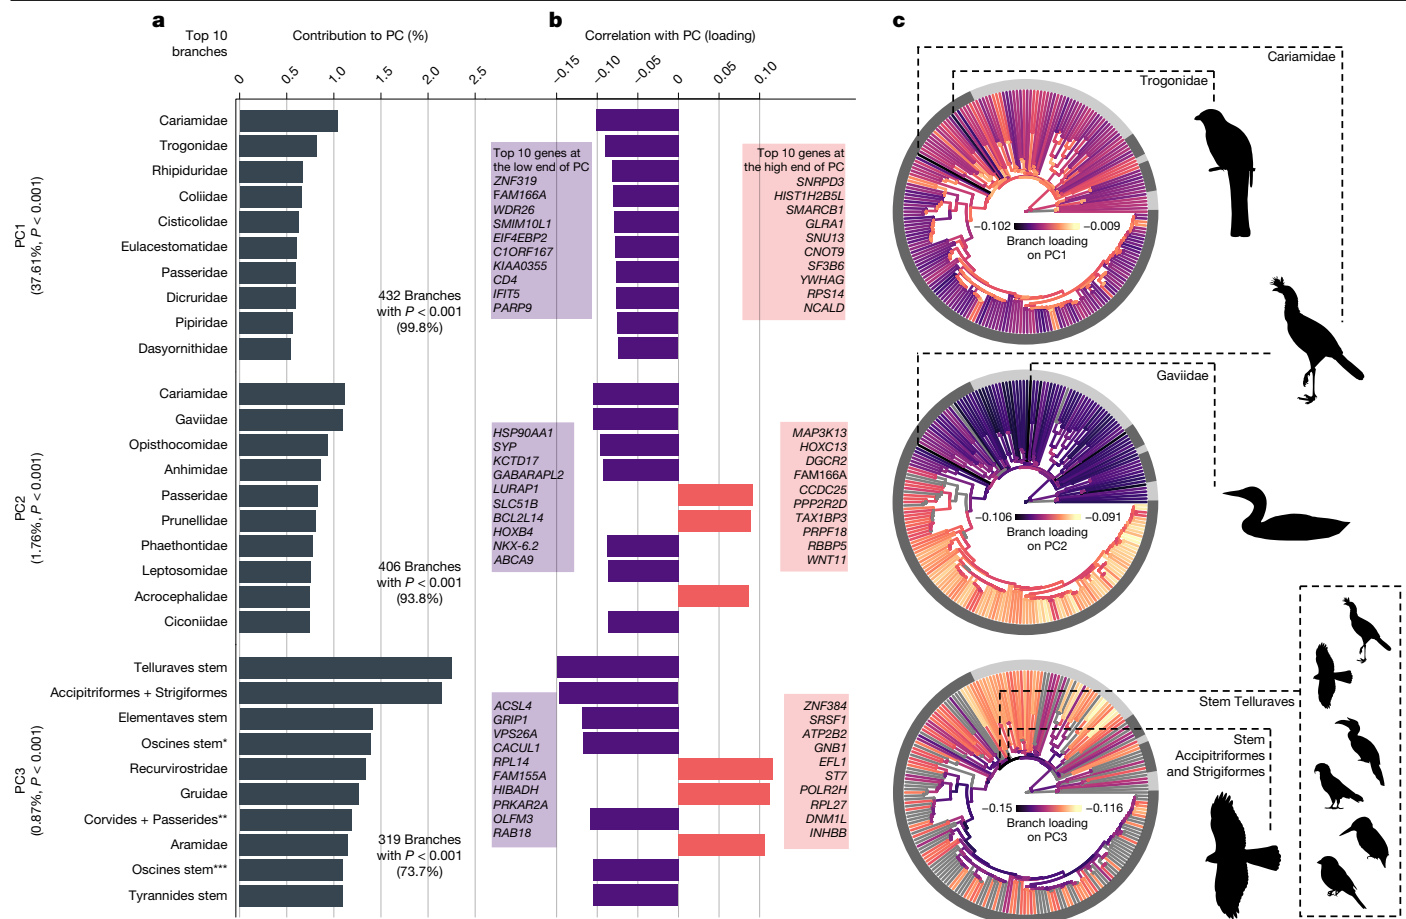 a
Top 10
branches
Contribution to PC (%)
0
0.5
1.0
1.5
2.0
2.5
PC1
(37.61%, P < 0.001)
Cariamidae
Trogonidae
Rhipiduridae
Coliidae
Cisticolidae
Eulacestomatidae
Passeridae
Dicruridae
Pipiridae
Dasyornithidae
432 Branches
with P < 0.001
(99.8%)
PC2
(1.76%, P < 0.001)
Cariamidae
Gaviidae
Opisthocomidae
Anhimidae
Passeridae
Prunellidae
Phaethontidae
Leptosomidae
Acrocephalidae
Ciconiidae
406 Branches
with P < 0.001
(93.8%)
PC3
(0.87%, P < 0.001)
Telluraves stem
Accipitriformes + Strigiformes
Elementaves stem
Oscines stem*
Recurvirostridae
Gruidae
Corvides + Passerides**
Aramidae
Oscines stem***
Tyrannides stem
319 Branches
with P < 0.001
(73.7%)
b
Correlation with PC (loading)
−0.15
−0.10
−0.05
0
0.05
0.10
Top 10 genes at
the low end of PC
ZNF319
FAM166A
WDR26
SMIM10L1
EIF4EBP2
C1ORF167
KIAA0355
CD4
IFIT5
PARP9
Top 10 genes at
the high end of PC
SNRPD3
HIST1H2B5L
SMARCB1
GLRA1
SNU13
CNOT9
SF3B6
YWHAG
RPS14
NCALD
HSP90AA1
SYP
KCTD17
GABARAPL2
LURAP1
SLC51B
BCL2L14
HOXB4
NKX-6.2
ABCA9
MAP3K13
HOXC13
DGCR2
FAM166A
CCDC25
PPP2R2D
TAX1BP3
PRPF18
RBBP5
WNT11
ACSL4
GRIP1
VPS26A
CACUL1
RPL14
FAM155A
HIBADH
PRKAR2A
OLFM3
RAB18
ZNF384
SRSF1
ATP2B2
GNB1
EFL1
ST7
POLR2H
RPL27
DNM1L
INHBB
c
Cariamidae
Trogonidae
−0.102
−0.009
Branch loading
on PC1
Gaviidae
−0.106
−0.091
Branch loading
on PC2
Stem Telluraves
Stem
Accipitriformes
and Strigiformes
−0.15
−0.116
Branch loading
on PC3